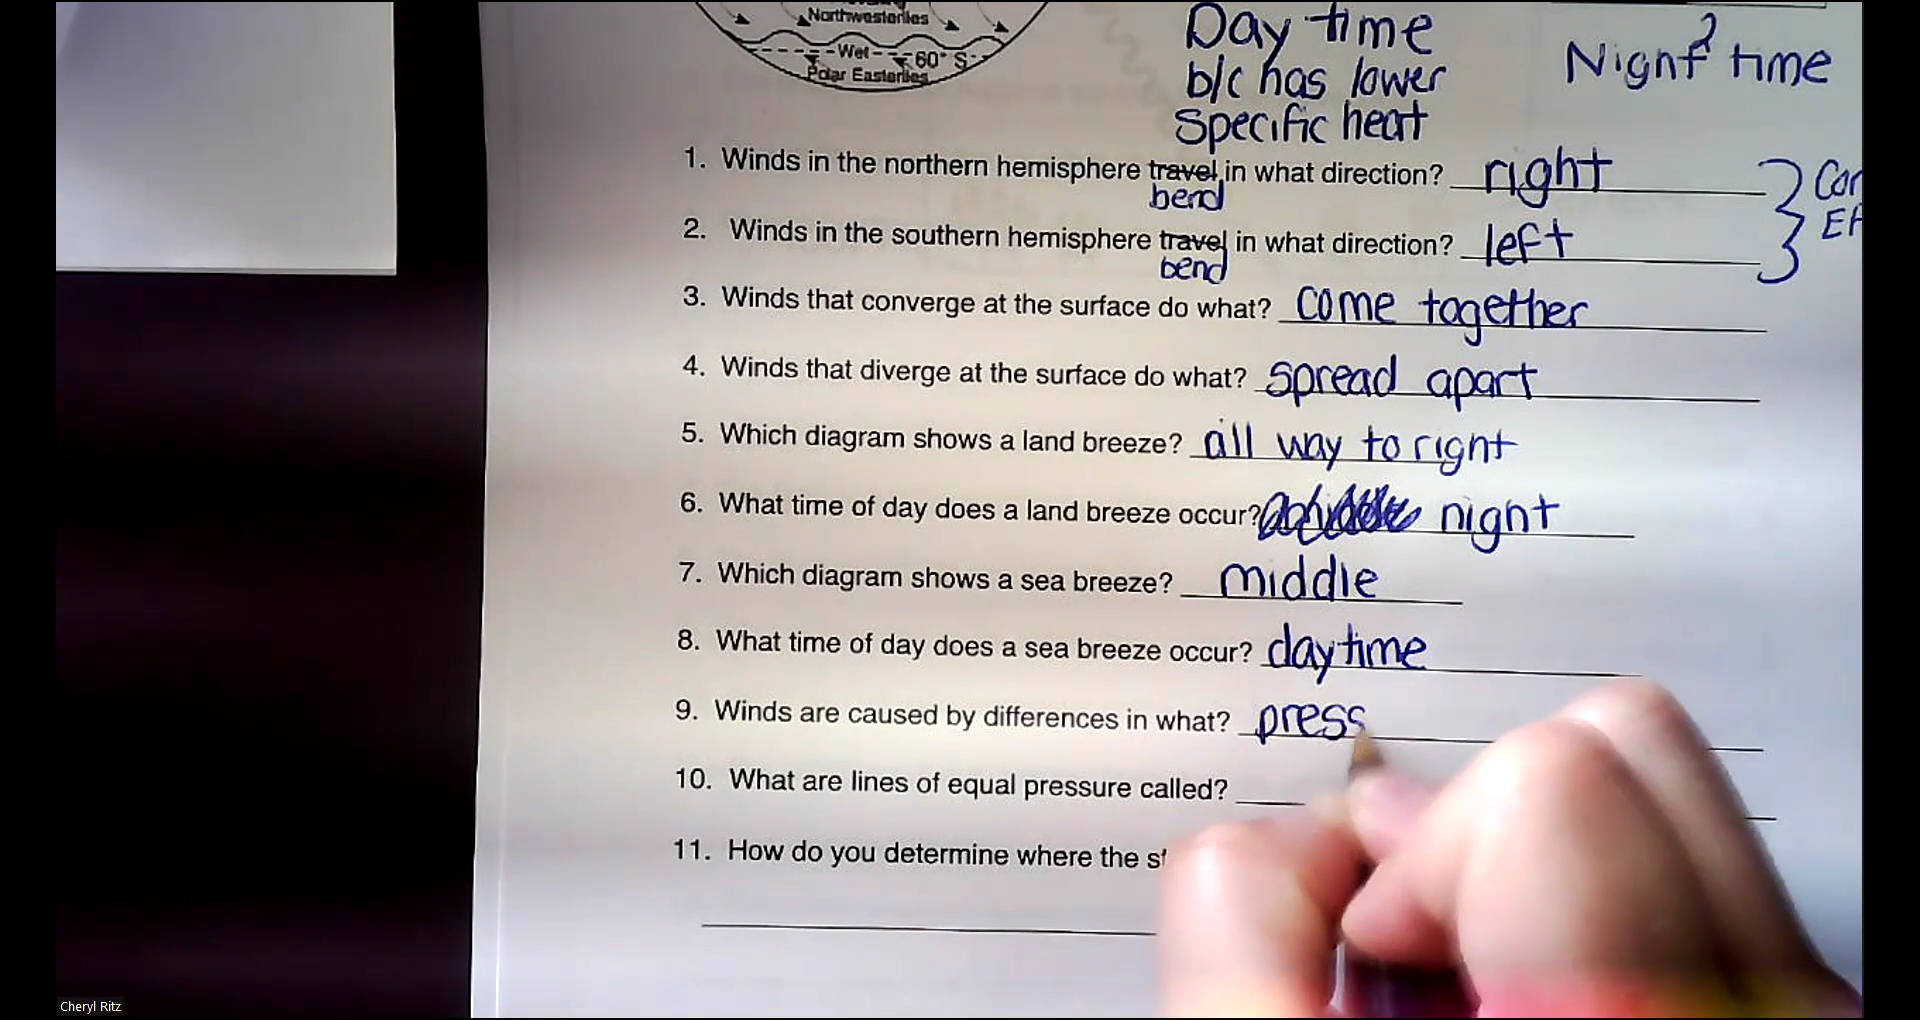 Northwesterlies
Wet 60° S
Polar Easterlies
Day time
b/c has lower
Specific heat
Night time
1. Winds in the northern hemisphere travel in what direction? right
bend
2. Winds in the southern hemisphere travel in what direction? left
bend
3. Winds that converge at the surface do what? come together
4. Winds that diverge at the surface do what? spread apart
5. Which diagram shows a land breeze? all way to right
6. What time of day does a land breeze occur? night
7. Which diagram shows a sea breeze? middle
8. What time of day does a sea breeze occur? daytime
9. Winds are caused by differences in what? press
10. What are lines of equal pressure called?
11. How do you determine where the
Cheryl Ritz